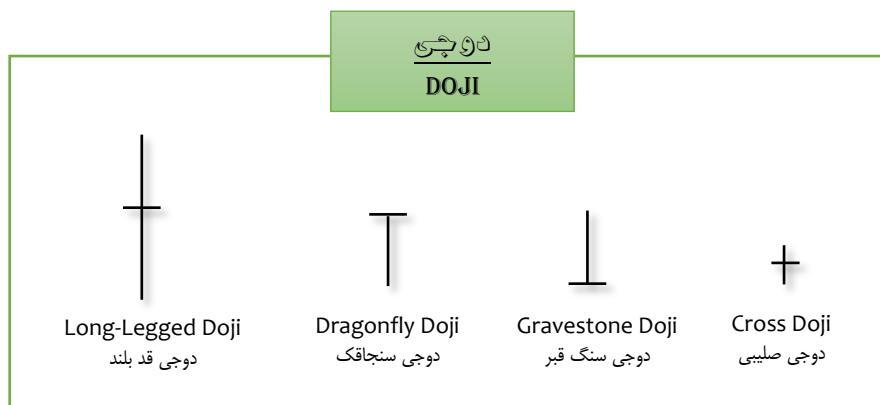 دوجی
DOJI
Long-Legged Doji
دوجی قد بلند
Dragonfly Doji
دوجی سنجاقک
Gravestone Doji
دوجی سنگ قبر
Cross Doji
دوجی صلیبی